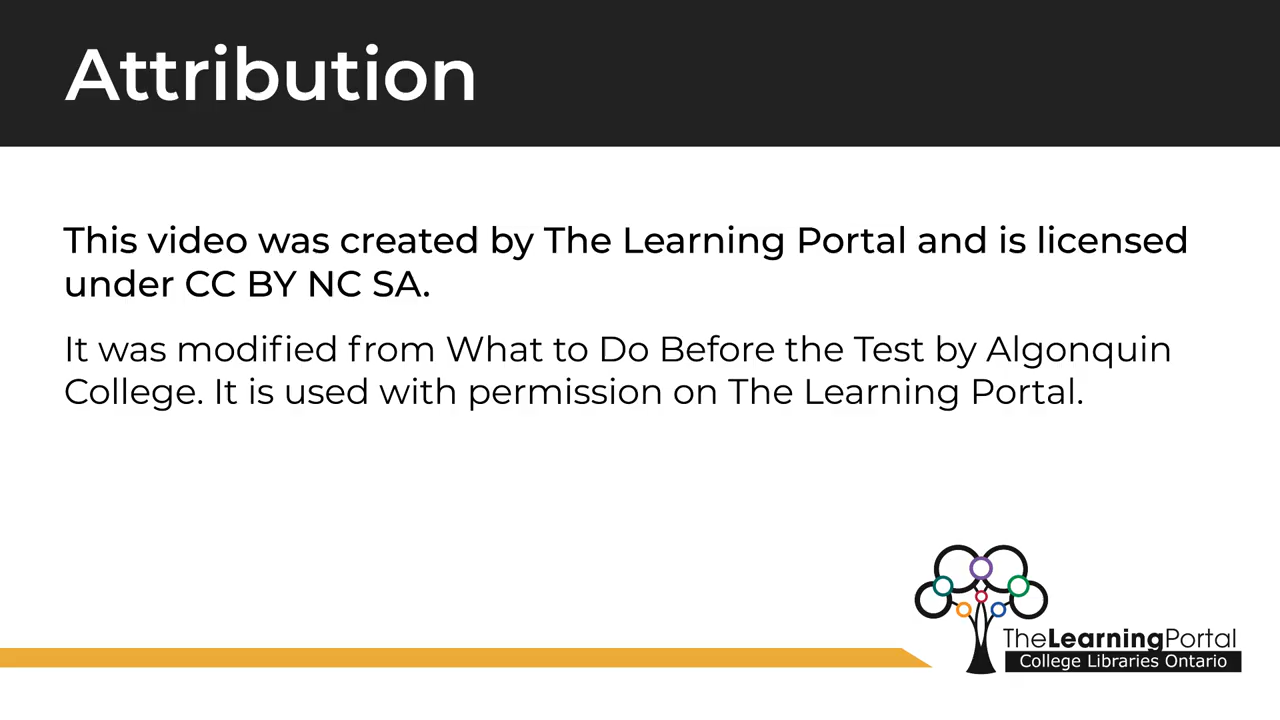 Attribution
This video was created by The Learning Portal and is licensed
under CC BY NC SA.
It was modified from What to Do Before the Test by Algonquin
College. It is used with permission on The Learning Portal.
TheLearningPortal
College Libraries Ontario